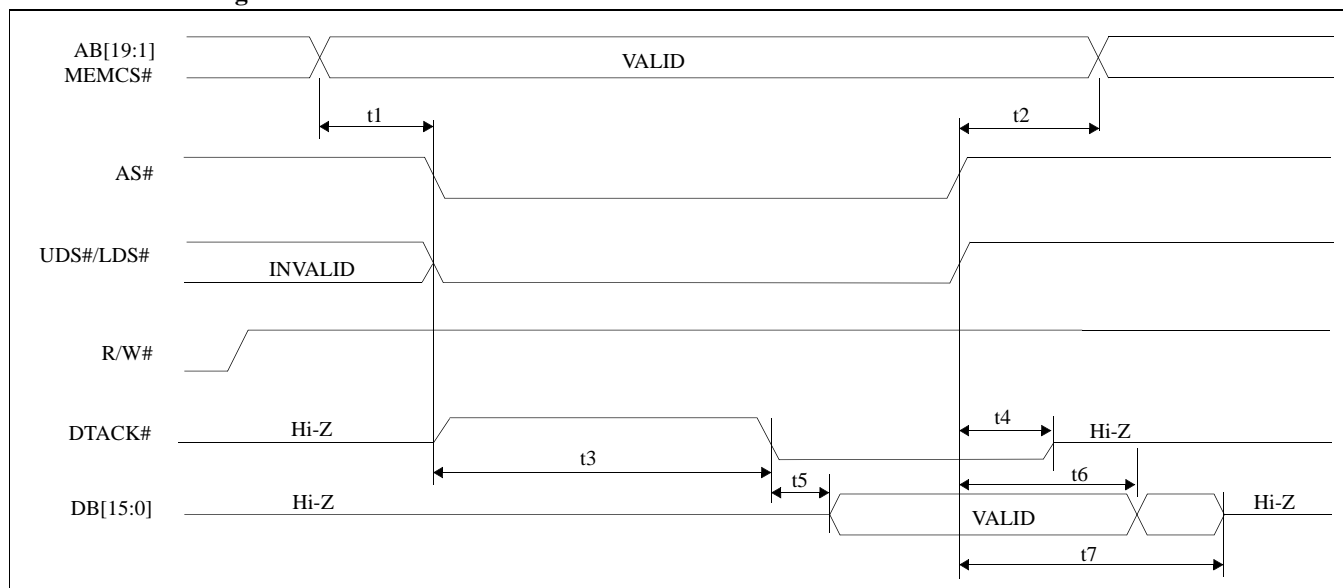 AB[19:1]
MEMCS#
VALID
t1
t2
AS#
UDS#/LDS#
INVALID
R/W#
DTACK#
Hi-Z
t4
Hi-Z
t3
t5
t6
DB[15:0]
Hi-Z
VALID
Hi-Z
t7